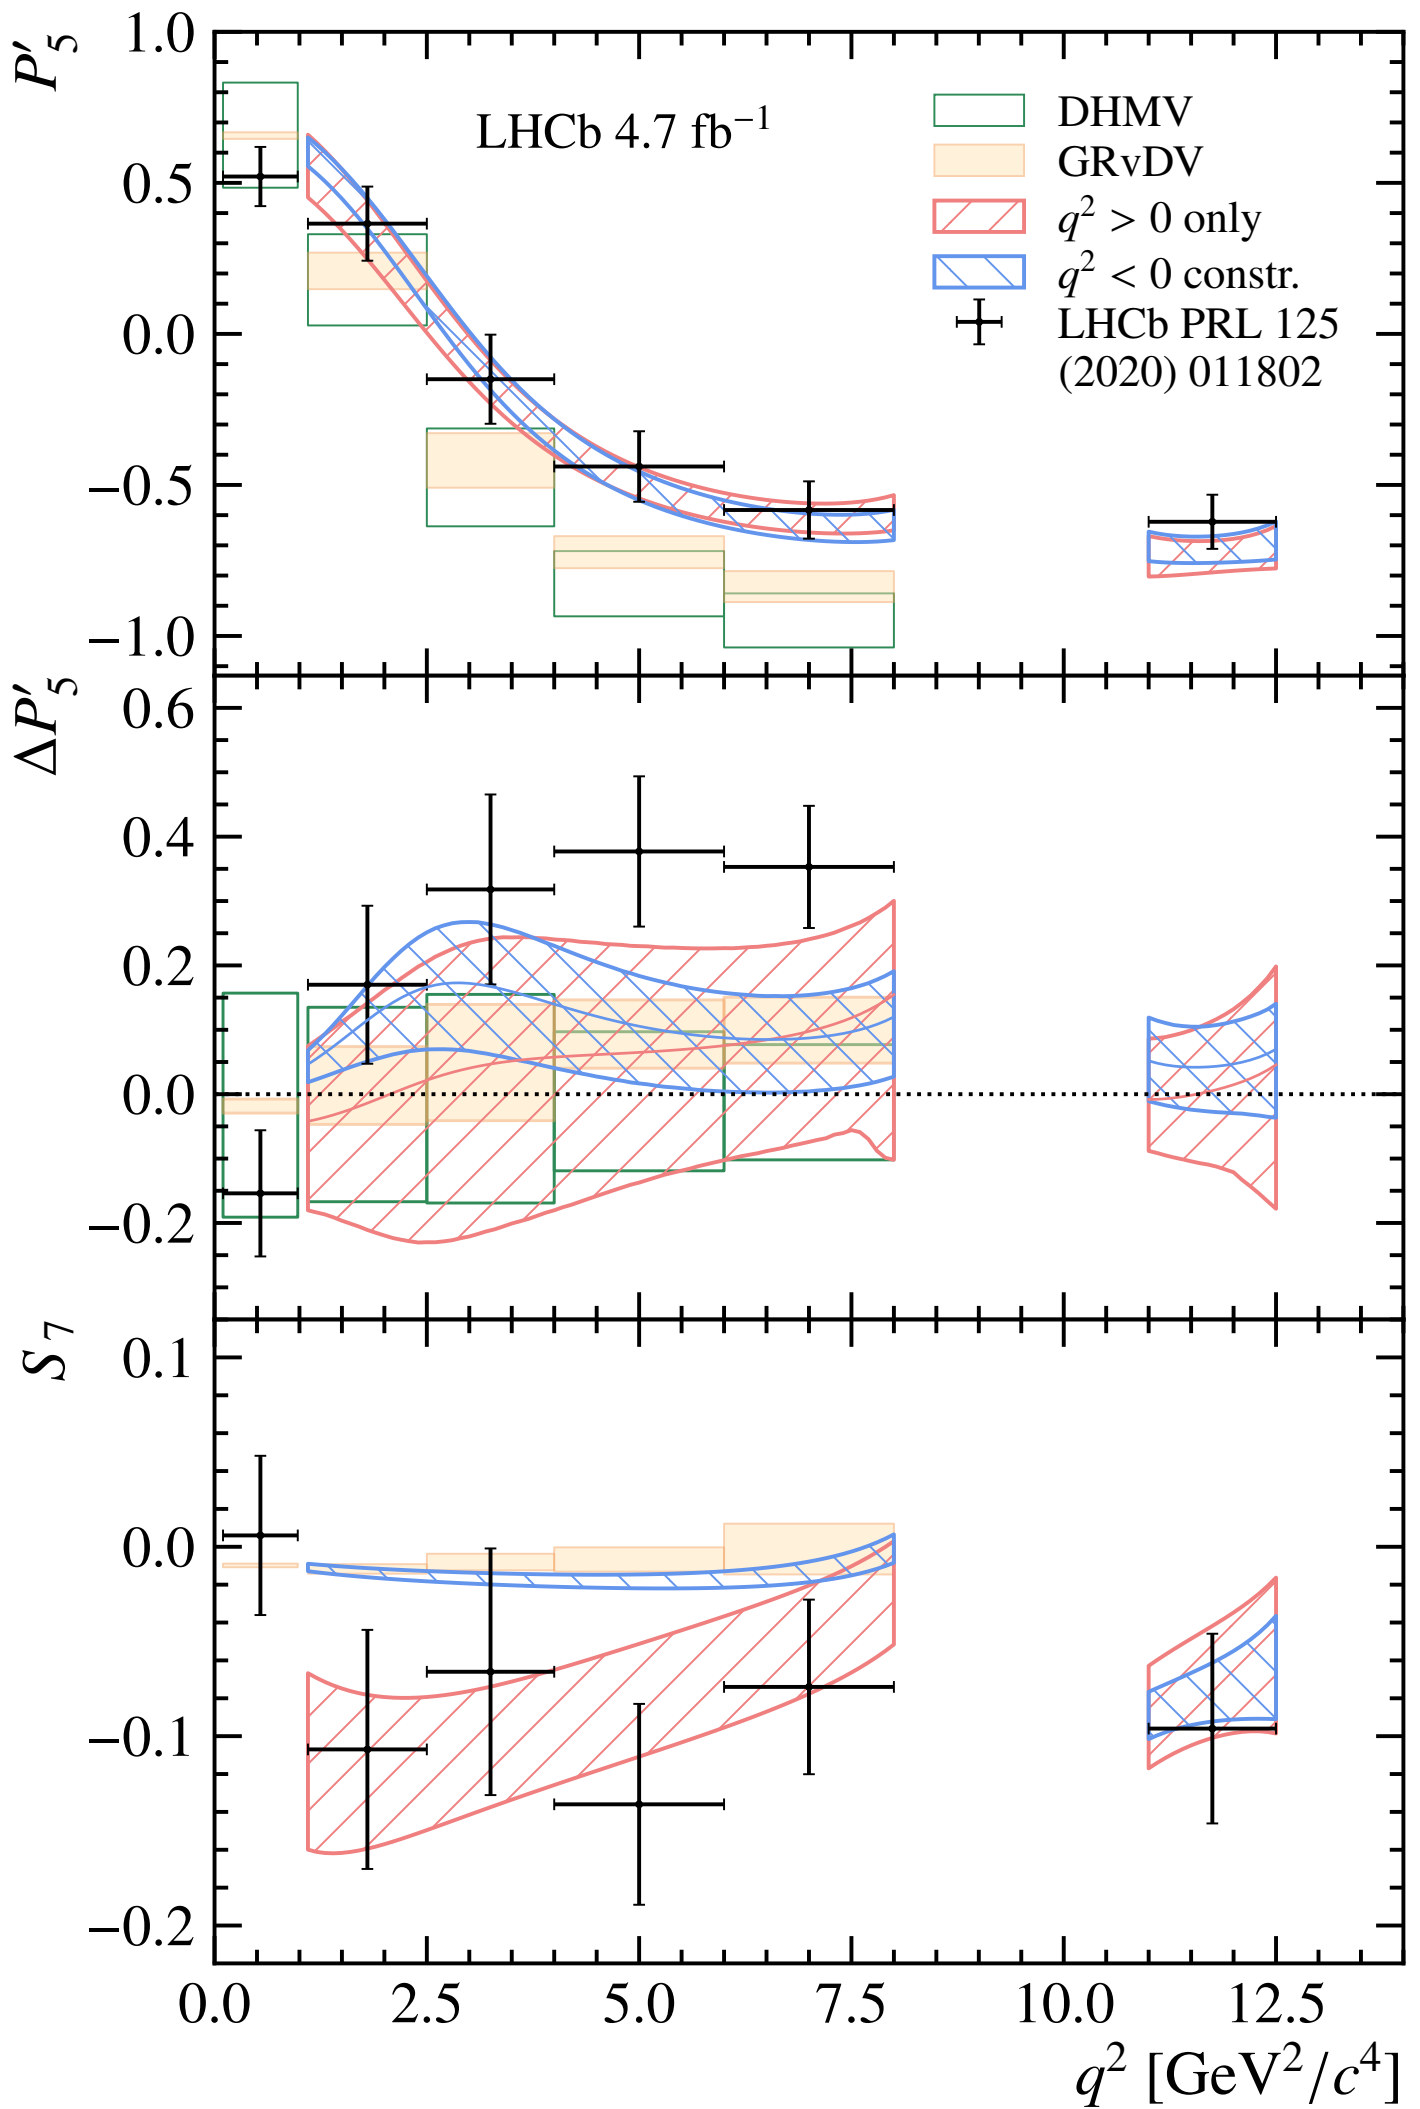 P′5
1.0
0.5
0.0
−0.5
−1.0
LHCb 4.7 fb⁻¹
DHMV
GRvDV
q² > 0 only
q² < 0 constr.
LHCb PRL 125
(2020) 011802
ΔP′5
0.6
0.4
0.2
0.0
−0.2
S7
0.1
0.0
−0.1
−0.2
0.0 2.5 5.0 7.5 10.0 12.5
q² [GeV²/c⁴]